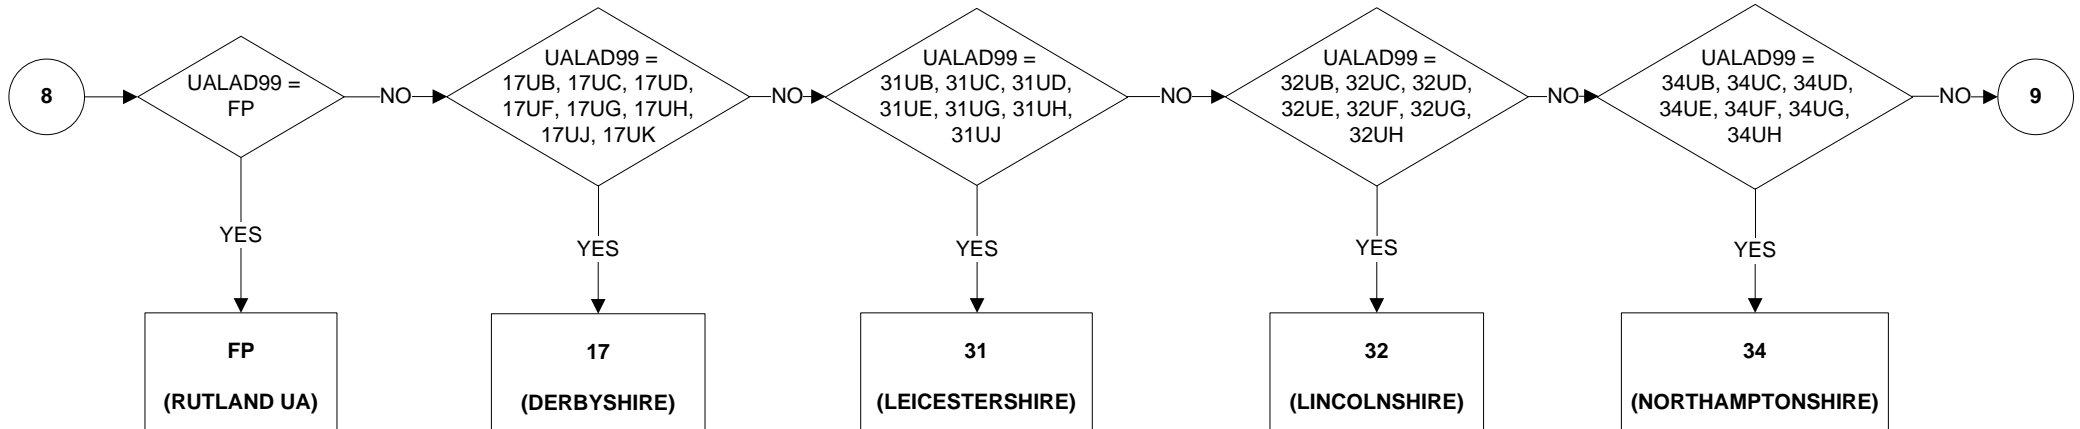 8
UALAD99 =
FP
NO
UALAD99 =
17UB, 17UC, 17UD,
17UF, 17UG, 17UH,
17UJ, 17UK
NO
UALAD99 =
31UB, 31UC, 31UD,
31UE, 31UG, 31UH,
31UJ
NO
UALAD99 =
32UB, 32UC, 32UD,
32UE, 32UF, 32UG,
32UH
NO
UALAD99 =
34UB, 34UC, 34UD,
34UE, 34UF, 34UG,
34UH
NO
9
YES
YES
YES
YES
YES
FP
(RUTLAND UA)
17
(DERBYSHIRE)
31
(LEICESTERSHIRE)
32
(LINCOLNSHIRE)
34
(NORTHAMPTONSHIRE)